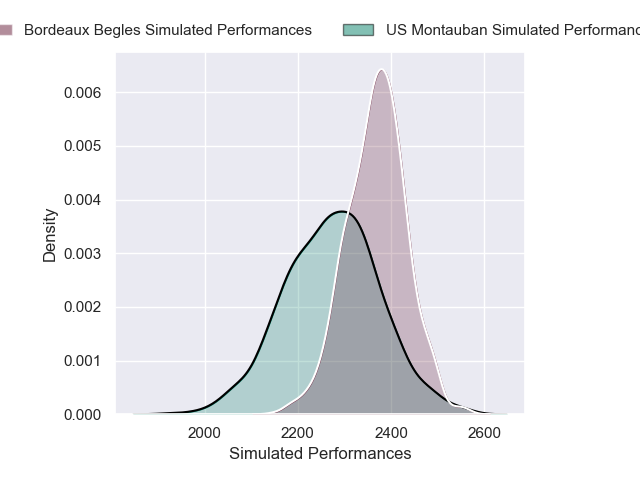 Bordeaux Begles Simulated Performances
US Montauban Simulated
0.006
0.005
0.004
0.003
0.002
0.001
0.000
Density
2000
2200
2400
2600
Simulated Performances